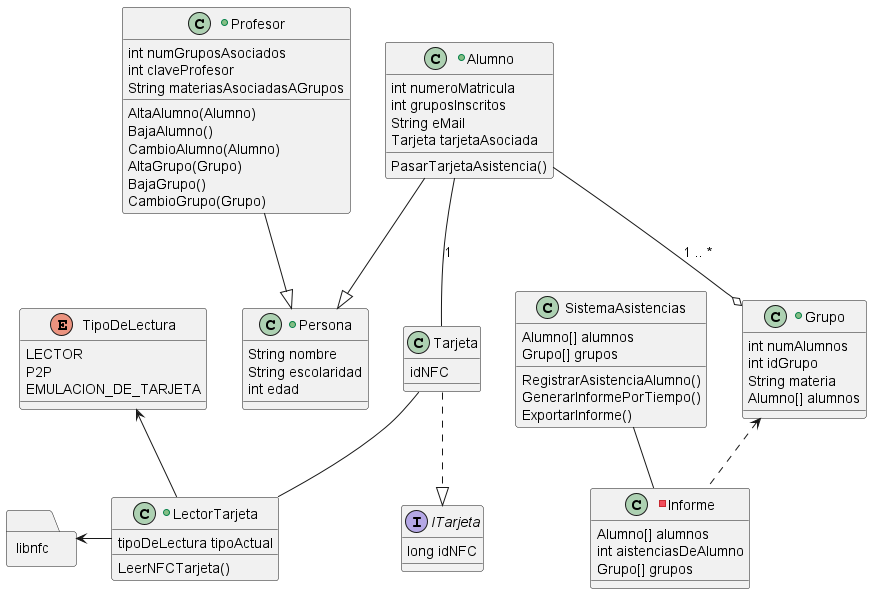 C Profesor
int numGruposAsociados
int claveProfesor
String materiasAsociadasAGrupos
AltaAlumno(Alumno)
BajaAlumno()
CambioAlumno(Alumno)
AltaGrupo(Grupo)
BajaGrupo()
CambioGrupo(Grupo)
C Alumno
int numeroMatricula
int gruposInscritos
String eMail
Tarjeta tarjetaAsociada
PasarTarjetaAsistencia()
1
1 .. *
E TipoDeLectura
LECTOR
P2P
EMULACION_DE_TARJETA
C Persona
String nombre
String escolaridad
int edad
C Tarjeta
idNFC
C SistemaAsistencias
Alumno[] alumnos
Grupo[] grupos
RegistrarAsistenciaAlumno()
GenerarInformePorTiempo()
ExportarInforme()
C Grupo
int numAlumnos
int idGrupo
String materia
Alumno[] alumnos
libnfc
C LectorTarjeta
tipoDeLectura tipoActual
LeerNFCTarjeta()
I ITarjeta
long idNFC
C Informe
Alumno[] alumnos
int aistenciasDeAlumno
Grupo[] grupos